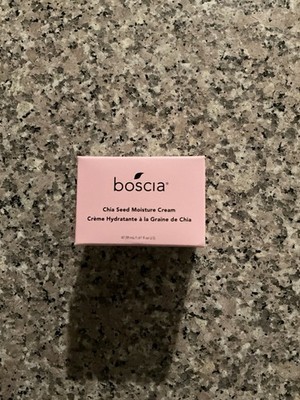 boscia
Chia Seed Moisture Cream
Crème Hydratante à la Graine de Chia